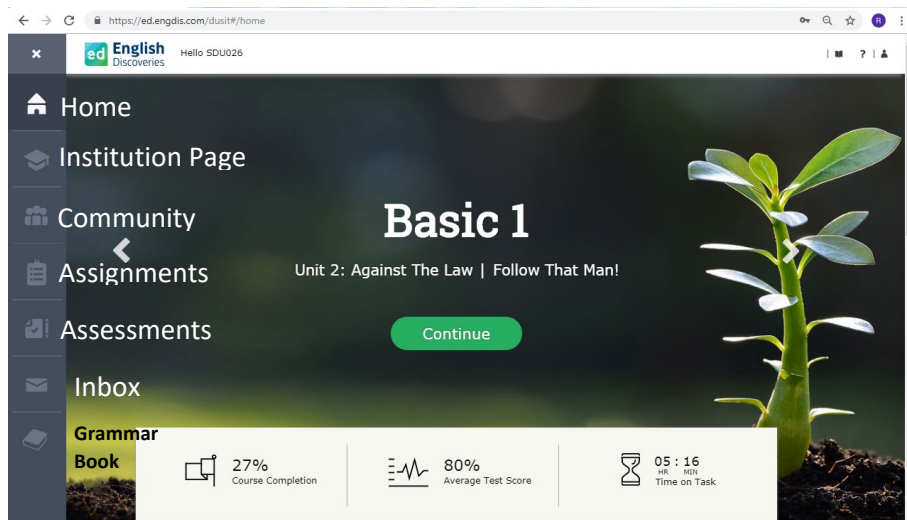 https://ed.engdis.com/dusit#/home
R
ed English Discoveries
Hello SDU026
?
Home
Institution Page
Community
Assignments
Assessments
Inbox
Grammar
Book
Basic 1
Unit 2: Against The Law | Follow That Man!
Continue
27%
Course Completion
80%
Average Test Score
05 : 16
HR MIN
Time on Task